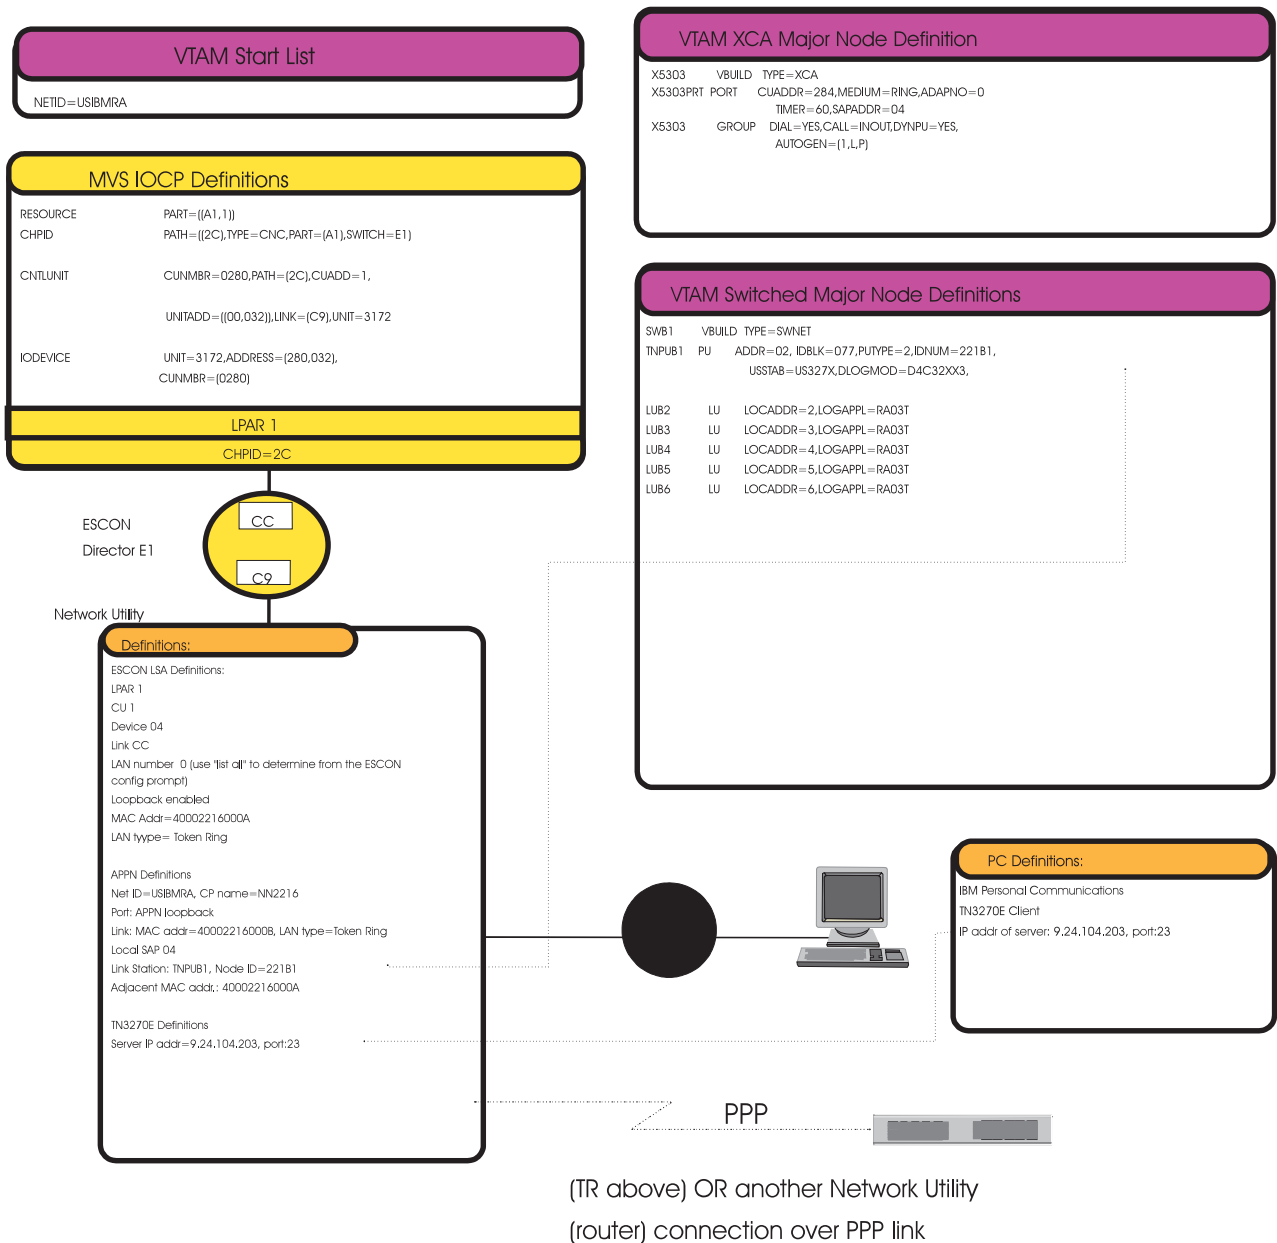 VTAM Start List
NETID=USIBMRA
MVS IOCP Definitions
RESOURCE PART=((A1,1))
CHPID PATH=((2C),TYPE=CNC,PART=(A1),SWITCH=E1)
CNTLUNIT CUNMBR=0280,PATH=(2C),CUADD=1,
UNITADD=((00,032)),LINK=(C9),UNIT=3172
IODEVICE UNIT=3172,ADDRESS=(280,032),
CUNMBR=(0280)
LPAR 1
CHPID=2C
CC
ESCON
Director E1
C9
Network Utility
Definitions:
ESCON LSA Definitions:
LPAR 1
CU 1
Device 04
Link CC
LAN number 0 (use "list all" to determine from the ESCON
config prompt)
Loopback enabled
MAC Addr=40002216000A
LAN tyype= Token Ring
APPN Definitions
Net ID=USIBMRA, CP name=NN2216
Port: APPN loopback
Link: MAC addr=40002216000B, LAN type=Token Ring
Local SAP 04
Link Station: TNPUB1, Node ID=221B1
Adjacent MAC addr,: 40002216000A
TN3270E Definitions
Server IP addr=9.24.104.203, port:23
VTAM XCA Major Node Definition
X5303 VBUILD TYPE=XCA
X5303PRT PORT CUADDR=284,MEDIUM=RING,ADAPNO=0
TIMER=60,SAPADDR=04
X5303 GROUP DIAL=YES,CALL=INOUT,DYNPU=YES,
AUTOGEN=(1,L,P)
VTAM Switched Major Node Definitions
SWB1 VBUILD TYPE=SWNET
TNPUB1 PU ADDR=02, IDBLK=077,PUTYPE=2,IDNUM=221B1,
USSTAB=US327X,DLOGMOD=D4C32XX3,
LUB2 LU LOCADDR=2,LOGAPPL=RA03T
LUB3 LU LOCADDR=3,LOGAPPL=RA03T
LUB4 LU LOCADDR=4,LOGAPPL=RA03T
LUB5 LU LOCADDR=5,LOGAPPL=RA03T
LUB6 LU LOCADDR=6,LOGAPPL=RA03T
PC Definitions:
IBM Personal Communications
TN3270E Client
IP addr of server: 9.24.104.203, port:23
PPP
(TR above) OR another Network Utility
(router) connection over PPP link